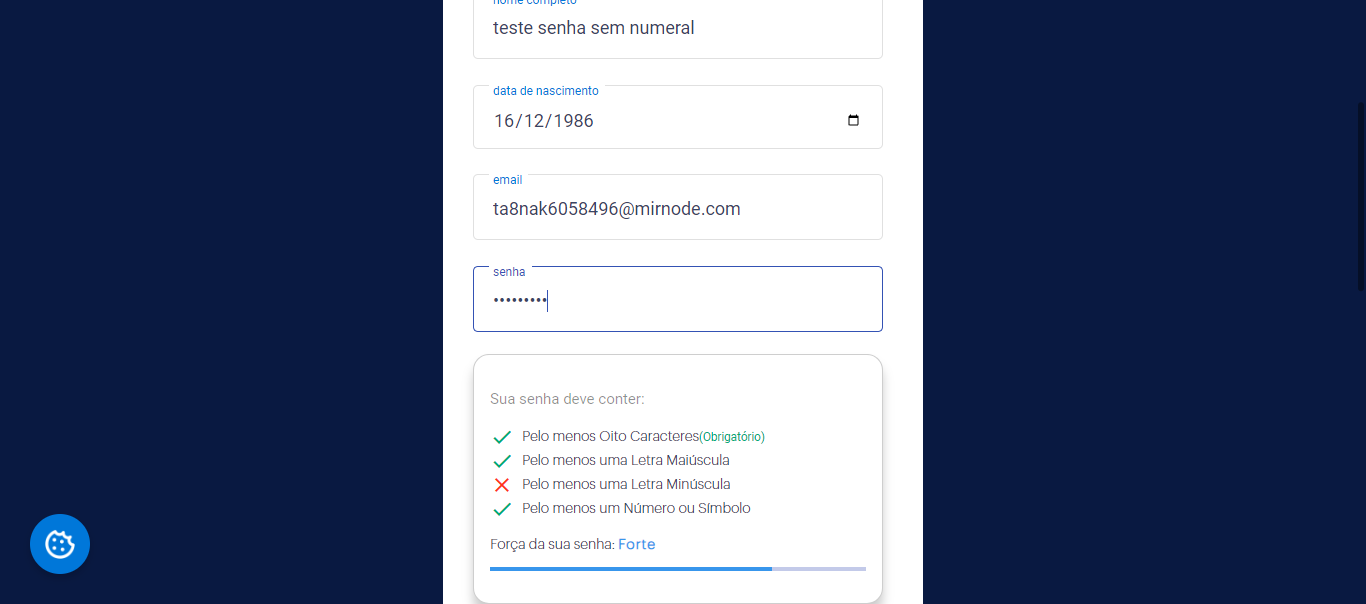 nome completo
teste senha sem numeral
data de nascimento
16/12/1986
email
ta8nak6058496@mirnode.com
senha
•••••••••
Sua senha deve conter:
Pelo menos Oito Caracteres(Obrigatório)
Pelo menos uma Letra Maiúscula
Pelo menos uma Letra Minúscula
Pelo menos um Número ou Símbolo
Força da sua senha: Forte